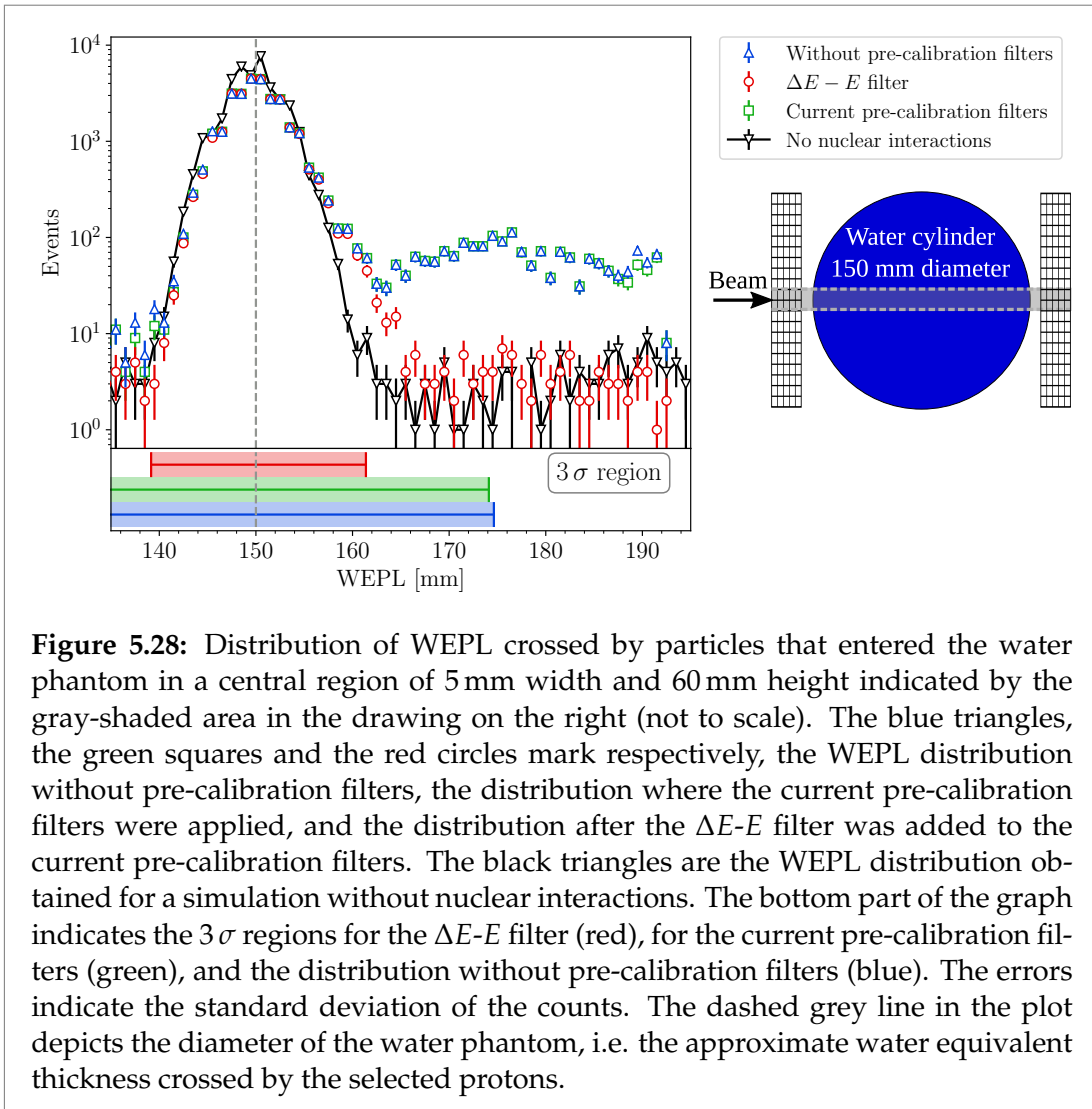 10^4
10^3
10^2
10^1
10^0
Events
3 σ region
140 150 160 170 180 190
WEPL [mm]
Without pre-calibration filters
ΔE − E filter
Current pre-calibration filters
No nuclear interactions
Water cylinder
150 mm diameter
Beam
Figure 5.28: Distribution of WEPL crossed by particles that entered the water
phantom in a central region of 5 mm width and 60 mm height indicated by the
gray-shaded area in the drawing on the right (not to scale). The blue triangles,
the green squares and the red circles mark respectively, the WEPL distribution
without pre-calibration filters, the distribution where the current pre-calibration
filters were applied, and the distribution after the ΔE-E filter was added to the
current pre-calibration filters. The black triangles are the WEPL distribution ob-
tained for a simulation without nuclear interactions. The bottom part of the graph
indicates the 3 σ regions for the ΔE-E filter (red), for the current pre-calibration fil-
ters (green), and the distribution without pre-calibration filters (blue). The errors
indicate the standard deviation of the counts. The dashed grey line in the plot
depicts the diameter of the water phantom, i.e. the approximate water equivalent
thickness crossed by the selected protons.